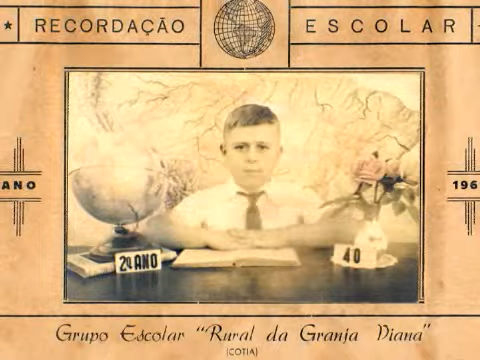 RECORDAÇÃO ESCOLAR
ANO 196
2º ANO 40
Grupo Escolar "Rural da Granja Viana"
(COTIA)